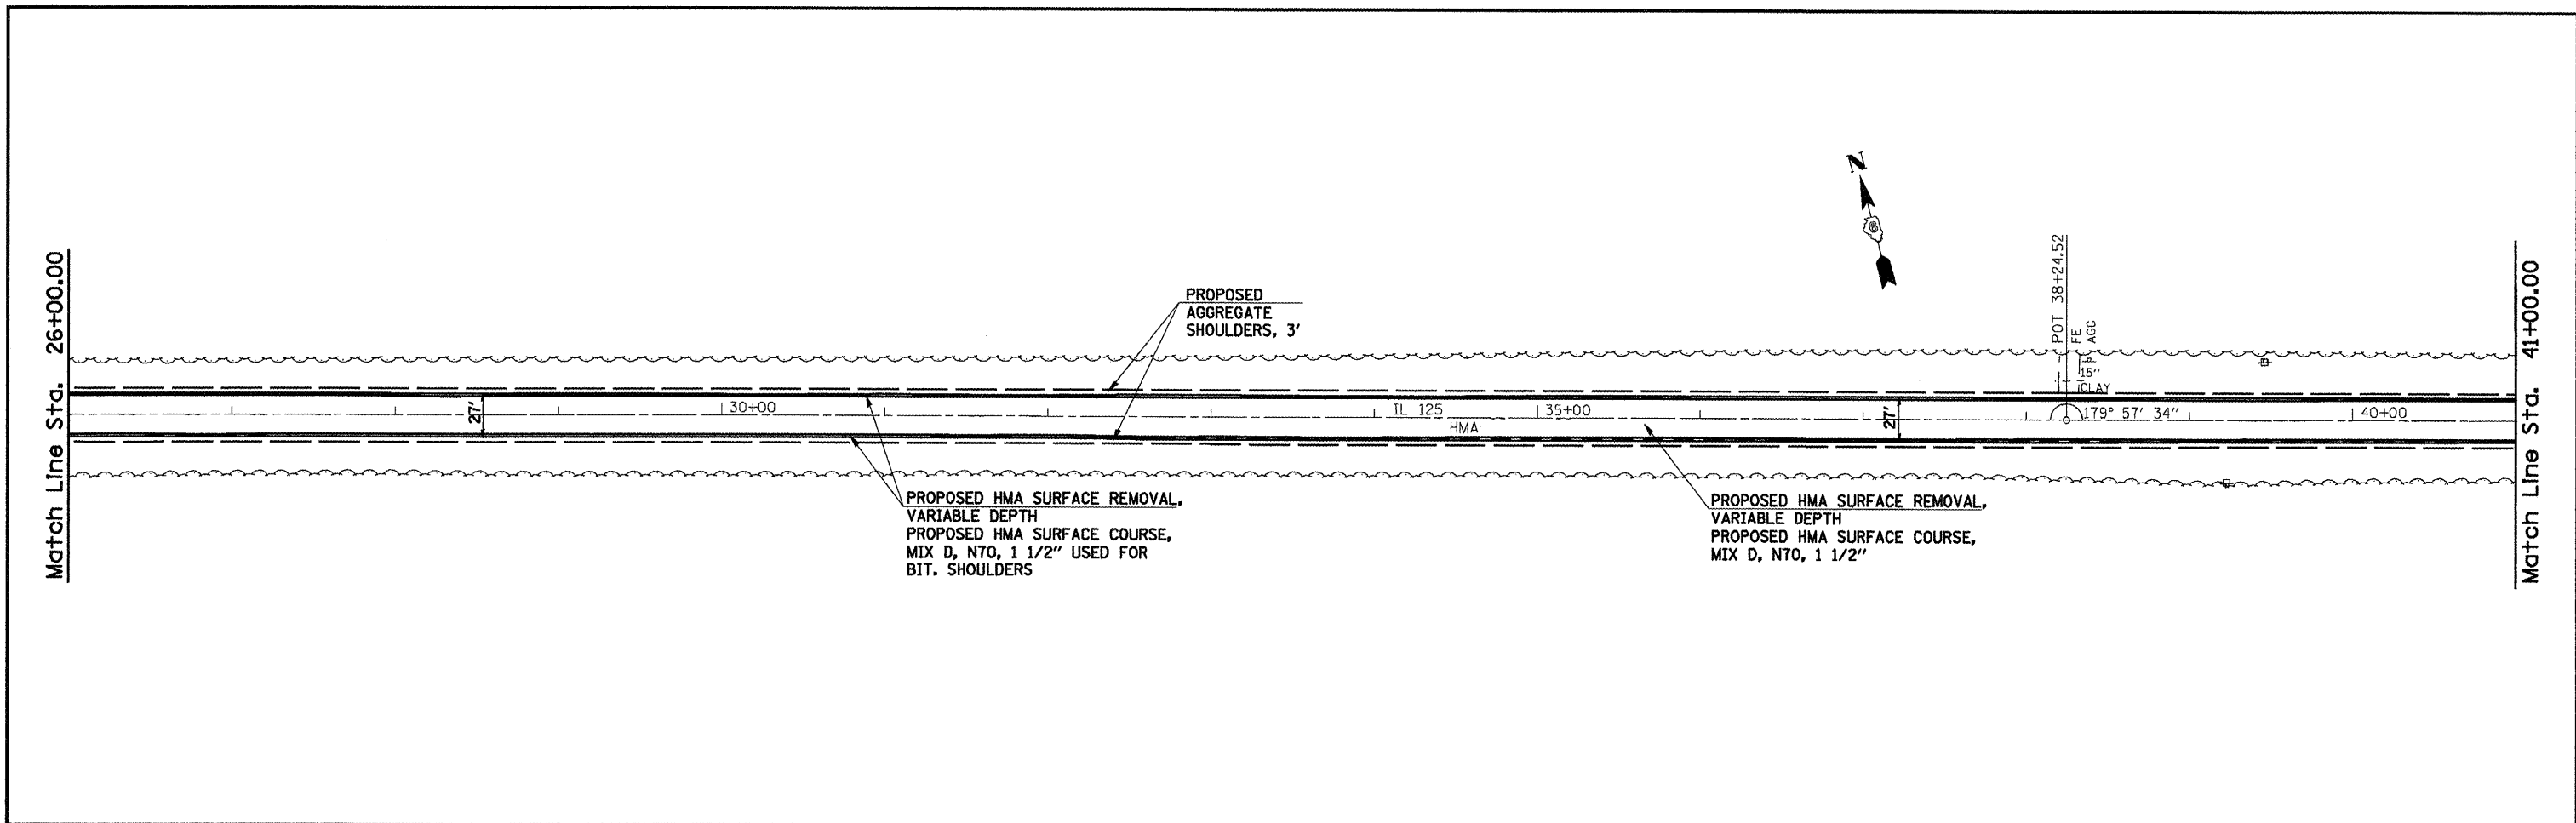 N
Match Line Sta. 26+00.00
PROPOSED
AGGREGATE
SHOULDERS, 3'
POT 38+24.52
FE
AGG
P
15"
CLAY
27'
30+00
IL 125
HMA
35+00
27'
179° 57' 34"
40+00
Match Line Sta. 41+00.00
PROPOSED HMA SURFACE REMOVAL,
VARIABLE DEPTH
PROPOSED HMA SURFACE COURSE,
MIX D, N70, 1 1/2" USED FOR
BIT. SHOULDERS
PROPOSED HMA SURFACE REMOVAL,
VARIABLE DEPTH
PROPOSED HMA SURFACE COURSE,
MIX D, N70, 1 1/2"